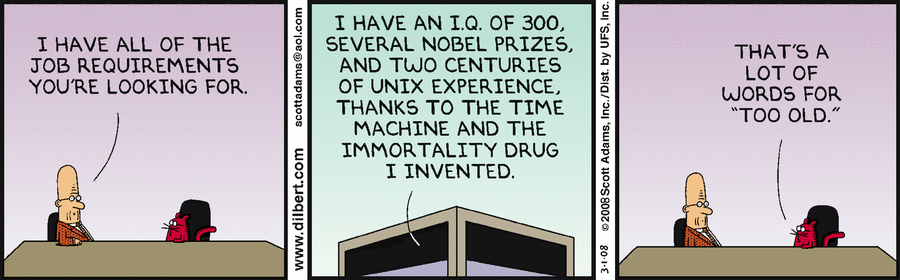 I HAVE ALL OF THE
JOB REQUIREMENTS
YOU'RE LOOKING FOR.
www.dilbert.com scottadams@aol.com
I HAVE AN I.Q. OF 300,
SEVERAL NOBEL PRIZES,
AND TWO CENTURIES
OF UNIX EXPERIENCE,
THANKS TO THE TIME
MACHINE AND THE
IMMORTALITY DRUG
I INVENTED.
3-1-08 ©2008 Scott Adams, Inc./Dist. by UFS, Inc.
THAT'S A
LOT OF
WORDS FOR
"TOO OLD."